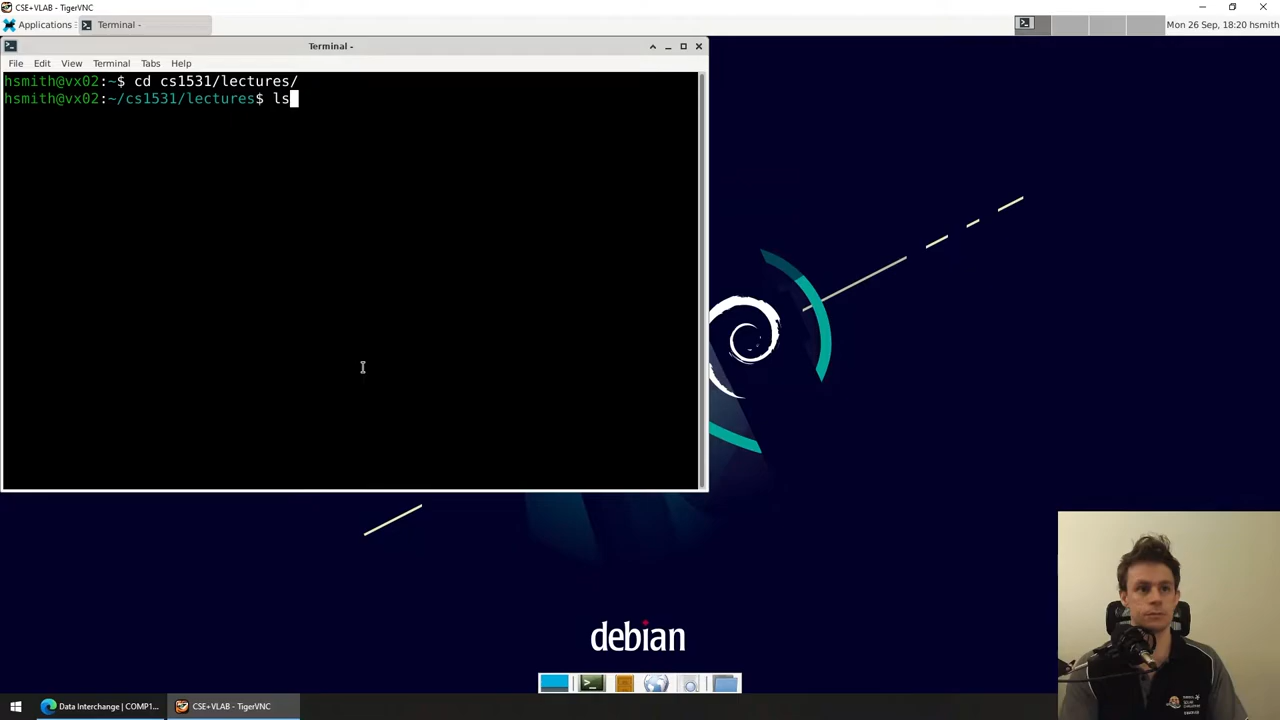 CSE+VLAB - TigerVNC
Applications
Terminal -
Mon 26 Sep, 18:20 hsmith
Terminal -
File Edit View Terminal Tabs Help
hsmith@vx02:~$ cd cs1531/lectures/
hsmith@vx02:~/cs1531/lectures$ ls
debian
Data Interchange | COMP1...
CSE+VLAB - TigerVNC